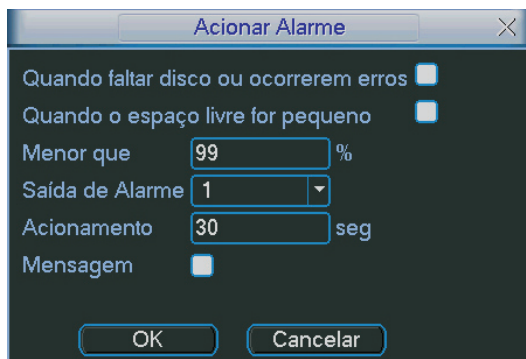 Acionar Alarme
Quando faltar disco ou ocorrerem erros
Quando o espaço livre for pequeno
Menor que 99 %
Saída de Alarme 1
Acionamento 30 seg
Mensagem
OK Cancelar